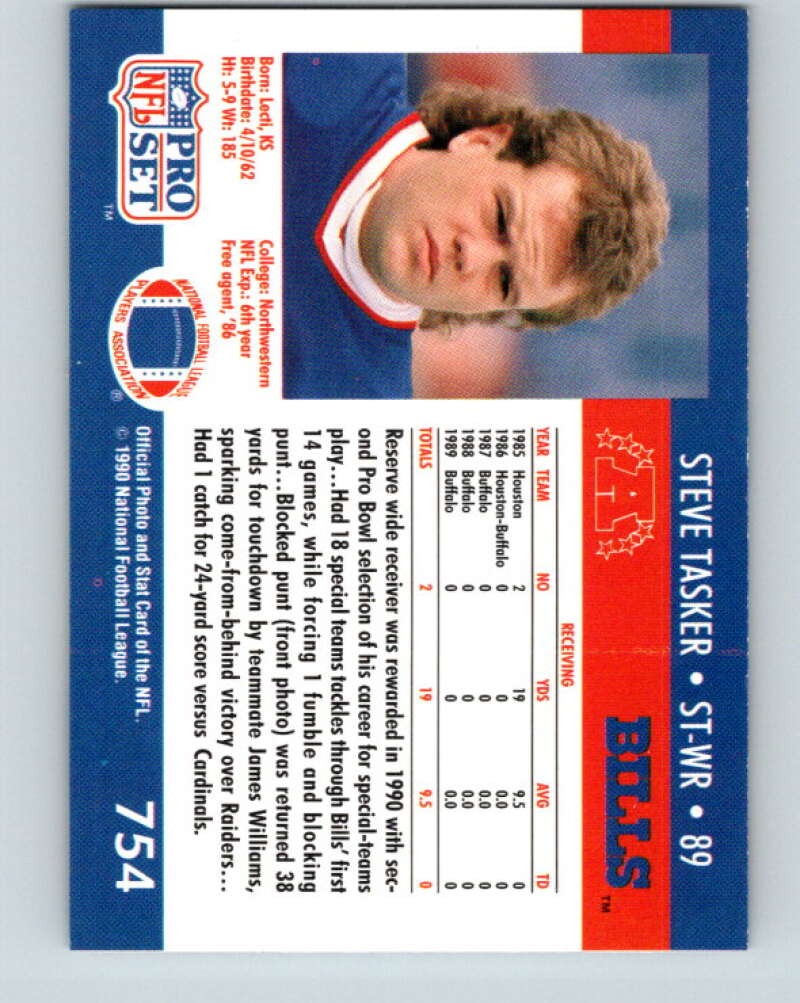 STEVE TASKER • ST-WR • 89
BILLS™
A
RECEIVING
YEAR TEAM NO YDS AVG TD
1985 Houston 2 19 9.5 0
1986 Houston-Buffalo 0 0 0.0 0
1987 Buffalo 0 0 0.0 0
1988 Buffalo 0 0 0.0 0
1989 Buffalo 0 0 0.0 0
TOTALS 2 19 9.5 0
Reserve wide receiver was rewarded in 1990 with sec-
ond Pro Bowl selection of his career for special-teams
play...Had 18 special teams tackles through Bills' first
14 games, while forcing 1 fumble and blocking
punt...Blocked punt (front photo) was returned 38
yards for touchdown by teammate James Williams,
sparking come-from-behind victory over Raiders...
Had 1 catch for 24-yard score versus Cardinals.
Born: Lecti, KS
Birthdate: 4/10/62
Ht: 5-9 Wt: 185
College: Northwestern
NFL Exp.: 6th year
Free agent, '86
PRO
NFL
SET
™
NATIONAL FOOTBALL LEAGUE
PLAYERS ASSOCIATION
®
Official Photo and Stat Card of the NFL.
© 1990 National Football League.
754